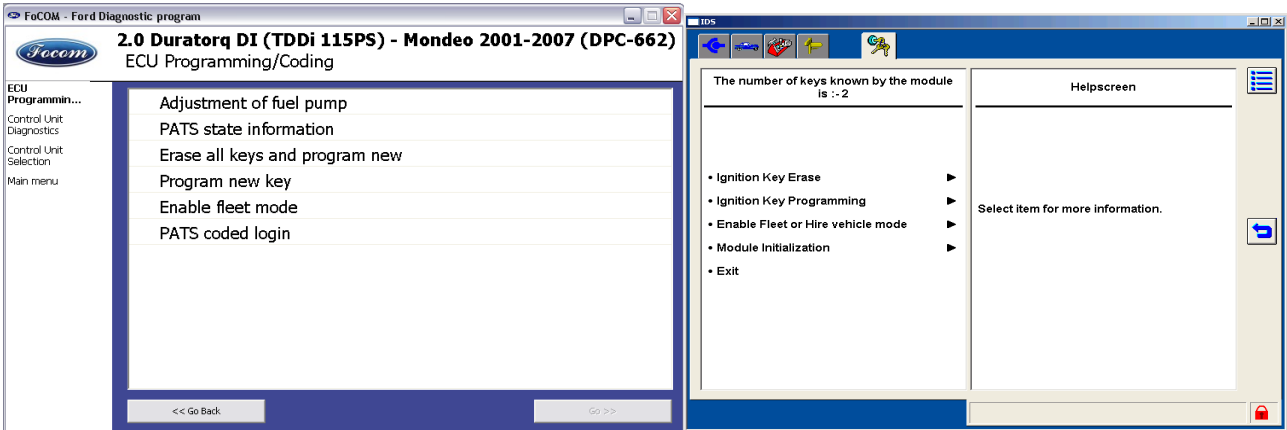 FoCOM - Ford Diagnostic program
Focom
2.0 Duratorq DI (TDDi 115PS) - Mondeo 2001-2007 (DPC-662)
ECU Programming/Coding
ECU
Programmin...
Control Unit
Diagnostics
Control Unit
Selection
Main menu
Adjustment of fuel pump
PATS state information
Erase all keys and program new
Program new key
Enable fleet mode
PATS coded login
<< Go Back
Go >>
IDS
The number of keys known by the module
is :- 2
• Ignition Key Erase
• Ignition Key Programming
• Enable Fleet or Hire vehicle mode
• Module Initialization
• Exit
Helpscreen
Select item for more information.